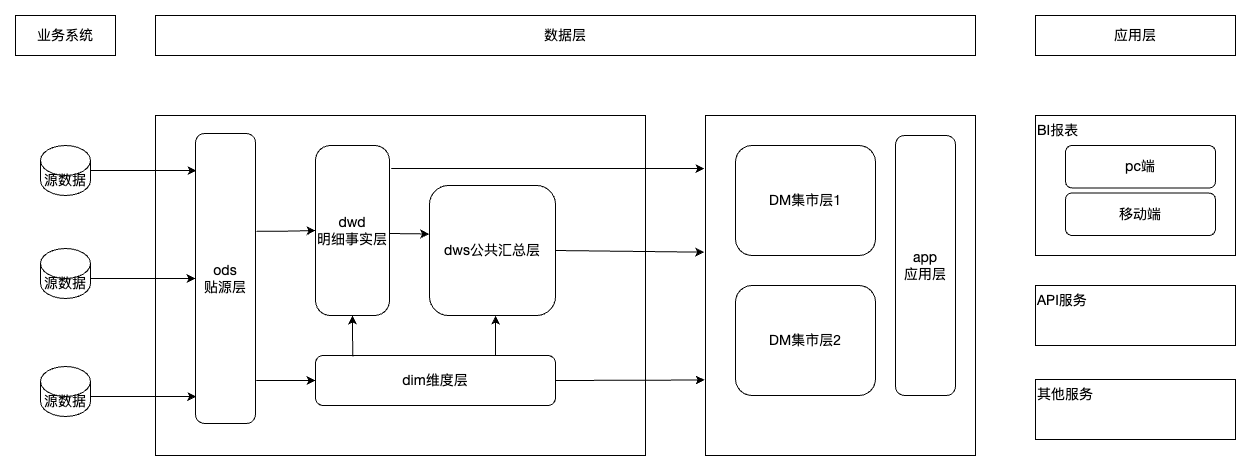 业务系统
数据层
应用层
源数据
源数据
源数据
ods
贴源层
dwd
明细事实层
dws公共汇总层
dim维度层
DM集市层1
DM集市层2
app
应用层
BI报表
pc端
移动端
API服务
其他服务